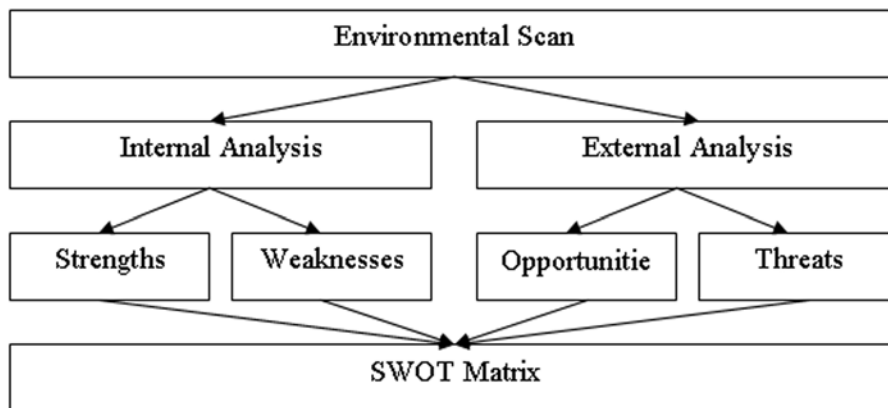 Environmental Scan
Internal Analysis
External Analysis
Strengths
Weaknesses
Opportunitie
Threats
SWOT Matrix